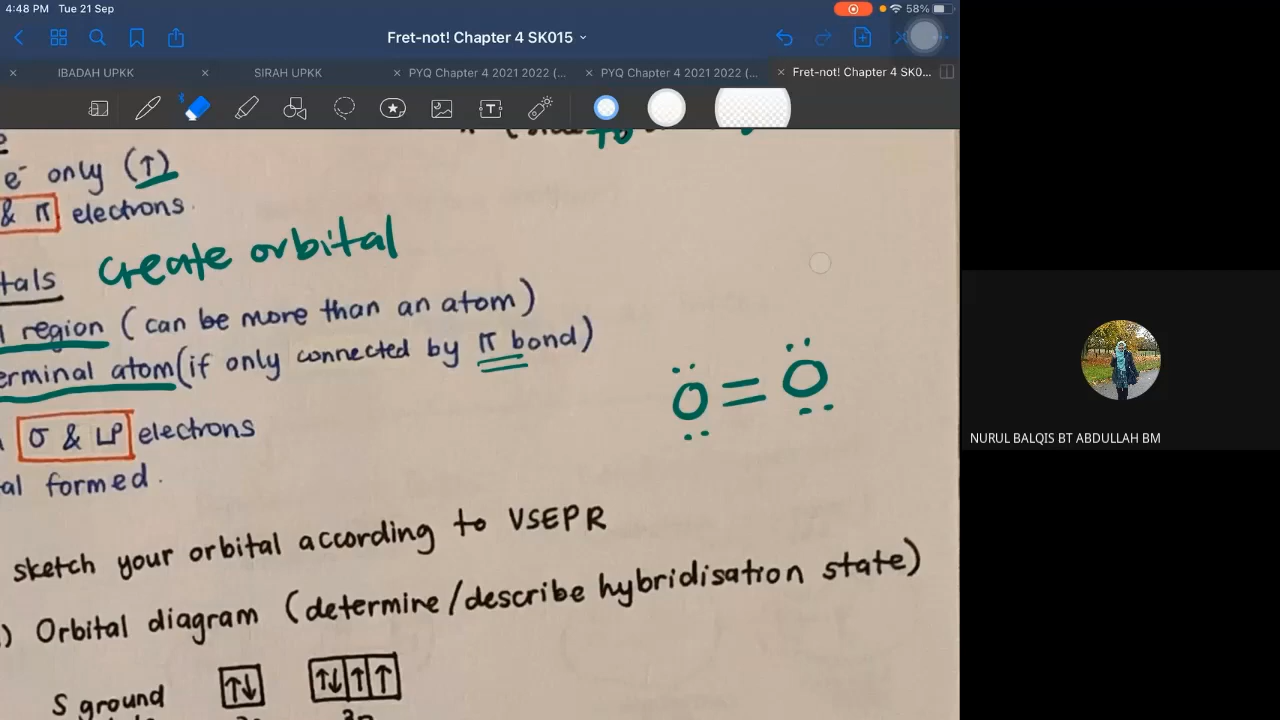 4:48 PM Tue 21 Sep
58%
Fret-not! Chapter 4 SK015
IBADAH UPKK
SIRAH UPKK
PYQ Chapter 4 2021 2022 (...
PYQ Chapter 4 2021 2022 (...
Fret-not! Chapter 4 SK0...
to
e⁻ only (↑)
& π electrons.
tals create orbital
region (can be more than an atom)
erminal atom (if only connected by π bond)
O = O
σ & LP electrons
al formed.
sketch your orbital according to VSEPR
) Orbital diagram (determine/describe hybridisation state)
S ground ↑↓ ↑↓ ↑ ↑
NURUL BALQIS BT ABDULLAH BM